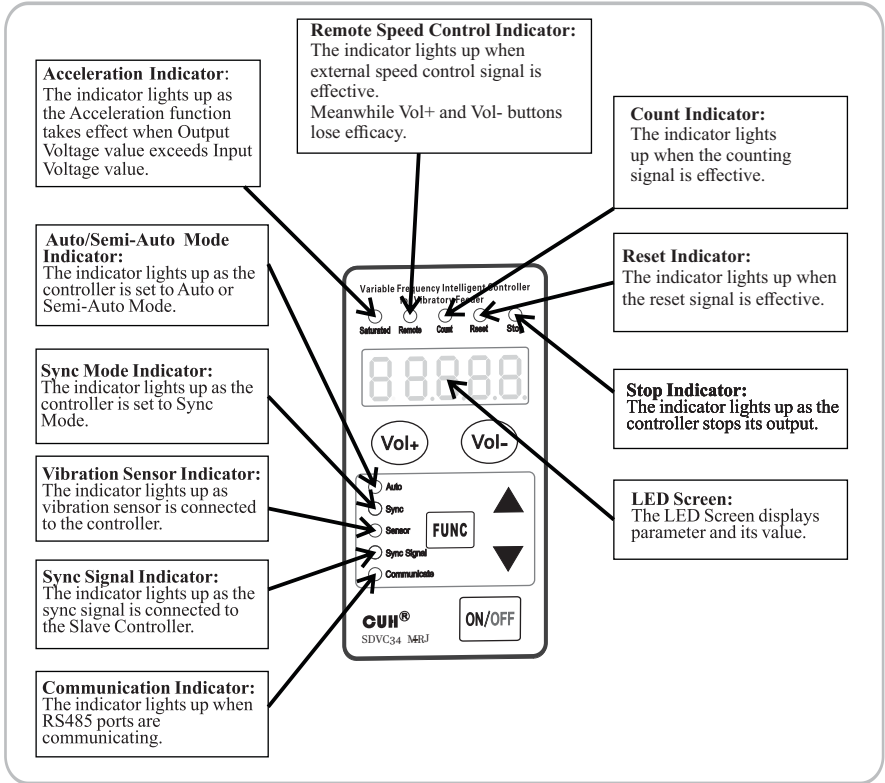 Remote Speed Control Indicator:
The indicator lights up when
external speed control signal is
effective.
Meanwhile Vol+ and Vol- buttons
lose efficacy.
Acceleration Indicator:
The indicator lights up as
the Acceleration function
takes effect when Output
Voltage value exceeds Input
Voltage value.
Count Indicator:
The indicator lights
up when the counting
signal is effective.
Auto/Semi-Auto Mode
Indicator:
The indicator lights up as the
controller is set to Auto or
Semi-Auto Mode.
Reset Indicator:
The indicator lights up when
the reset signal is effective.
Sync Mode Indicator:
The indicator lights up as the
controller is set to Sync
Mode.
Stop Indicator:
The indicator lights up as the
controller stops its output.
Vibration Sensor Indicator:
The indicator lights up as
vibration sensor is connected
to the controller.
LED Screen:
The LED Screen displays
parameter and its value.
Sync Signal Indicator:
The indicator lights up as the
sync signal is connected to
the Slave Controller.
Communication Indicator:
The indicator lights up when
RS485 ports are
communicating.
Variable Frequency Intelligent Controller
for Vibratory Feeder
Saturated Remote Count Reset Stop
88.8.8.8.
Vol+ Vol-
Auto
Sync
Sensor
FUNC
Sync Signal
Communicate
CUH®
SDVC34 MRJ
ON/OFF